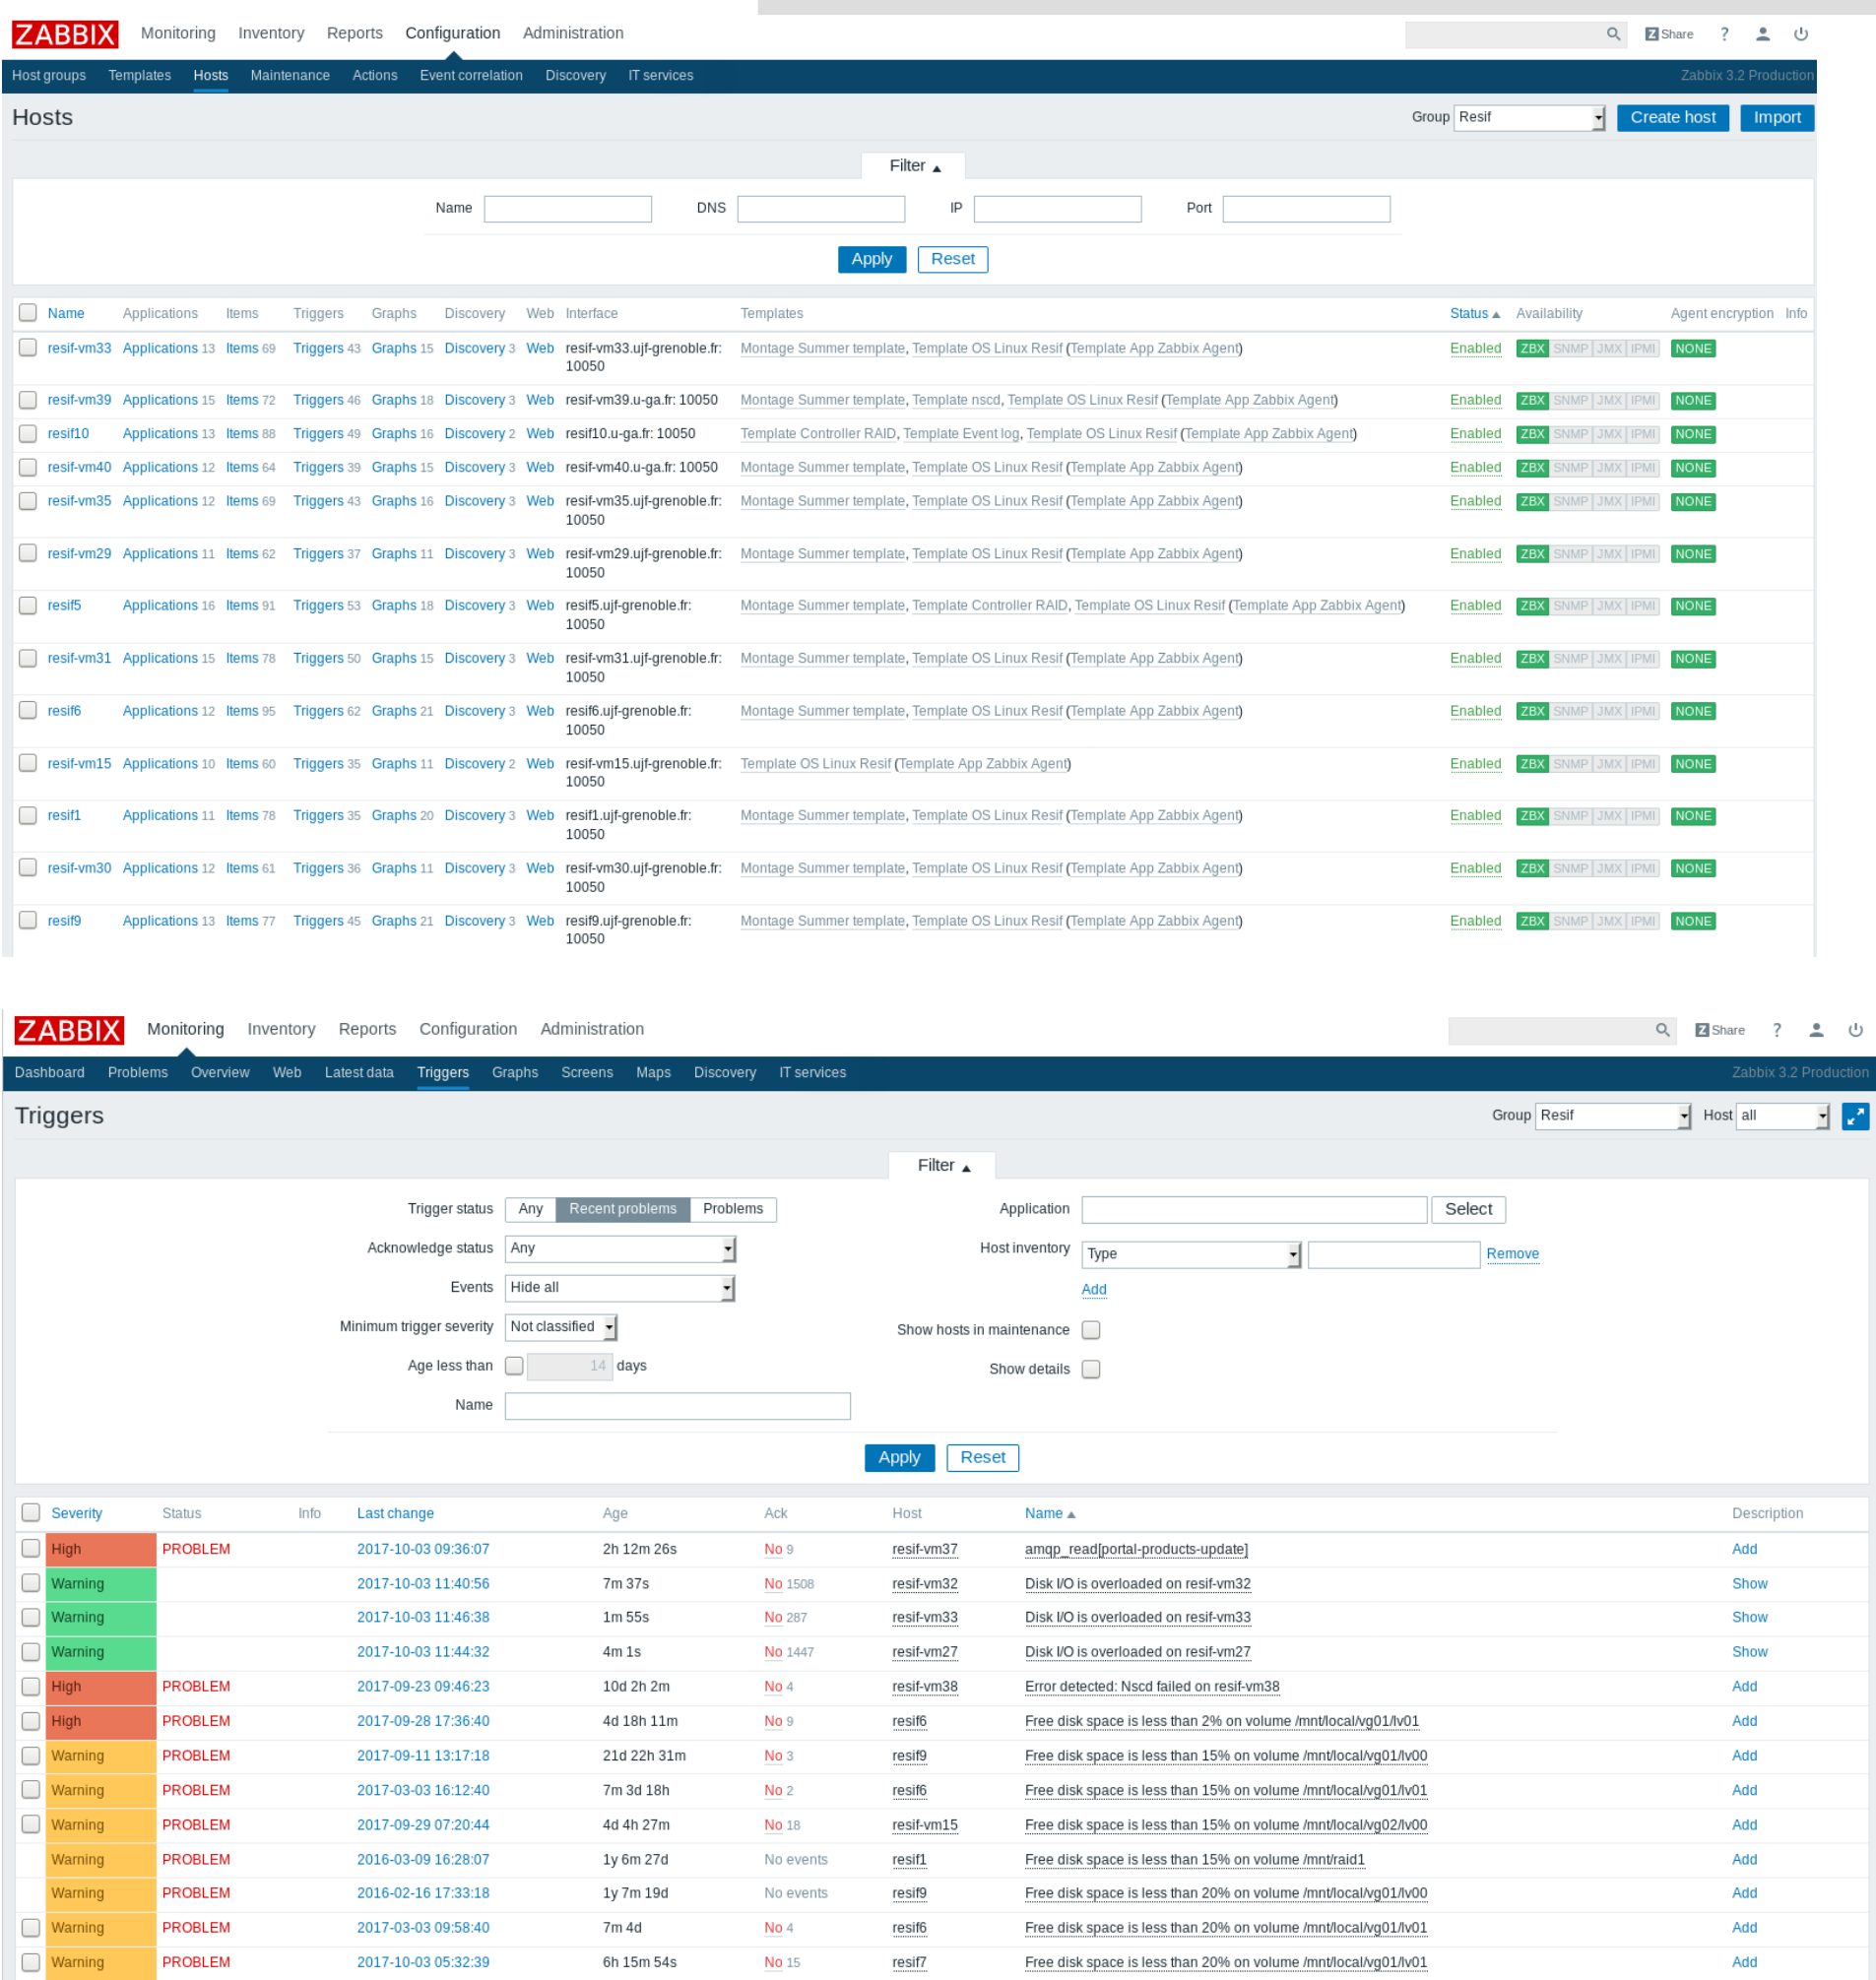 ZABBIX Monitoring Inventory Reports Configuration Administration Z Share ?
Host groups Templates Hosts Maintenance Actions Event correlation Discovery IT services Zabbix 3.2 Production
Hosts Group Resif Create host Import
Filter ▲
Name DNS IP Port
Apply Reset
Name Applications Items Triggers Graphs Discovery Web Interface Templates Status ▲ Availability Agent encryption Info
resif-vm33 Applications 13 Items 69 Triggers 43 Graphs 15 Discovery 3 Web resif-vm33.ujf-grenoble.fr: Montage Summer template, Template OS Linux Resif (Template App Zabbix Agent) Enabled ZBX SNMP JMX IPMI NONE
10050
resif-vm39 Applications 15 Items 72 Triggers 46 Graphs 18 Discovery 3 Web resif-vm39.u-ga.fr: 10050 Montage Summer template, Template nscd, Template OS Linux Resif (Template App Zabbix Agent) Enabled ZBX SNMP JMX IPMI NONE
resif10 Applications 13 Items 88 Triggers 49 Graphs 16 Discovery 2 Web resif10.u-ga.fr: 10050 Template Controller RAID, Template Event log, Template OS Linux Resif (Template App Zabbix Agent) Enabled ZBX SNMP JMX IPMI NONE
resif-vm40 Applications 12 Items 64 Triggers 39 Graphs 15 Discovery 3 Web resif-vm40.u-ga.fr: 10050 Montage Summer template, Template OS Linux Resif (Template App Zabbix Agent) Enabled ZBX SNMP JMX IPMI NONE
resif-vm35 Applications 12 Items 69 Triggers 43 Graphs 16 Discovery 3 Web resif-vm35.ujf-grenoble.fr: Montage Summer template, Template OS Linux Resif (Template App Zabbix Agent) Enabled ZBX SNMP JMX IPMI NONE
10050
resif-vm29 Applications 11 Items 62 Triggers 37 Graphs 11 Discovery 3 Web resif-vm29.ujf-grenoble.fr: Montage Summer template, Template OS Linux Resif (Template App Zabbix Agent) Enabled ZBX SNMP JMX IPMI NONE
10050
resif5 Applications 16 Items 91 Triggers 53 Graphs 18 Discovery 3 Web resif5.ujf-grenoble.fr: Montage Summer template, Template Controller RAID, Template OS Linux Resif (Template App Zabbix Agent) Enabled ZBX SNMP JMX IPMI NONE
10050
resif-vm31 Applications 15 Items 78 Triggers 50 Graphs 15 Discovery 3 Web resif-vm31.ujf-grenoble.fr: Montage Summer template, Template OS Linux Resif (Template App Zabbix Agent) Enabled ZBX SNMP JMX IPMI NONE
10050
resif6 Applications 12 Items 95 Triggers 62 Graphs 21 Discovery 3 Web resif6.ujf-grenoble.fr: Montage Summer template, Template OS Linux Resif (Template App Zabbix Agent) Enabled ZBX SNMP JMX IPMI NONE
10050
resif-vm15 Applications 10 Items 60 Triggers 35 Graphs 11 Discovery 2 Web resif-vm15.ujf-grenoble.fr: Template OS Linux Resif (Template App Zabbix Agent) Enabled ZBX SNMP JMX IPMI NONE
10050
resif1 Applications 11 Items 78 Triggers 35 Graphs 20 Discovery 3 Web resif1.ujf-grenoble.fr: Montage Summer template, Template OS Linux Resif (Template App Zabbix Agent) Enabled ZBX SNMP JMX IPMI NONE
10050
resif-vm30 Applications 12 Items 61 Triggers 36 Graphs 11 Discovery 3 Web resif-vm30.ujf-grenoble.fr: Montage Summer template, Template OS Linux Resif (Template App Zabbix Agent) Enabled ZBX SNMP JMX IPMI NONE
10050
resif9 Applications 13 Items 77 Triggers 45 Graphs 21 Discovery 3 Web resif9.ujf-grenoble.fr: Montage Summer template, Template OS Linux Resif (Template App Zabbix Agent) Enabled ZBX SNMP JMX IPMI NONE
10050
ZABBIX Monitoring Inventory Reports Configuration Administration Z Share ?
Dashboard Problems Overview Web Latest data Triggers Graphs Screens Maps Discovery IT services Zabbix 3.2 Production
Triggers Group Resif Host all
Filter ▲
Trigger status Any Recent problems Problems Application Select
Acknowledge status Any Host inventory Type Remove
Events Hide all Add
Minimum trigger severity Not classified Show hosts in maintenance
Age less than 14 days Show details
Name
Apply Reset
Severity Status Info Last change Age Ack Host Name ▲ Description
High PROBLEM 2017-10-03 09:36:07 2h 12m 26s No 9 resif-vm37 amqp_read[portal-products-update] Add
Warning 2017-10-03 11:40:56 7m 37s No 1508 resif-vm32 Disk I/O is overloaded on resif-vm32 Show
Warning 2017-10-03 11:46:38 1m 55s No 287 resif-vm33 Disk I/O is overloaded on resif-vm33 Show
Warning 2017-10-03 11:44:32 4m 1s No 1447 resif-vm27 Disk I/O is overloaded on resif-vm27 Show
High PROBLEM 2017-09-23 09:46:23 10d 2h 2m No 4 resif-vm38 Error detected: Nscd failed on resif-vm38 Add
High PROBLEM 2017-09-28 17:36:40 4d 18h 11m No 9 resif6 Free disk space is less than 2% on volume /mnt/local/vg01/lv01 Add
Warning PROBLEM 2017-09-11 13:17:18 21d 22h 31m No 3 resif9 Free disk space is less than 15% on volume /mnt/local/vg01/lv00 Add
Warning PROBLEM 2017-03-03 16:12:40 7m 3d 18h No 2 resif6 Free disk space is less than 15% on volume /mnt/local/vg01/lv01 Add
Warning PROBLEM 2017-09-29 07:20:44 4d 4h 27m No 18 resif-vm15 Free disk space is less than 15% on volume /mnt/local/vg02/lv00 Add
Warning PROBLEM 2016-03-09 16:28:07 1y 6m 27d No events resif1 Free disk space is less than 15% on volume /mnt/raid1 Add
Warning PROBLEM 2016-02-16 17:33:18 1y 7m 19d No events resif9 Free disk space is less than 20% on volume /mnt/local/vg01/lv00 Add
Warning PROBLEM 2017-03-03 09:58:40 7m 4d No 4 resif6 Free disk space is less than 20% on volume /mnt/local/vg01/lv01 Add
Warning PROBLEM 2017-10-03 05:32:39 6h 15m 54s No 15 resif7 Free disk space is less than 20% on volume /mnt/local/vg01/lv01 Add